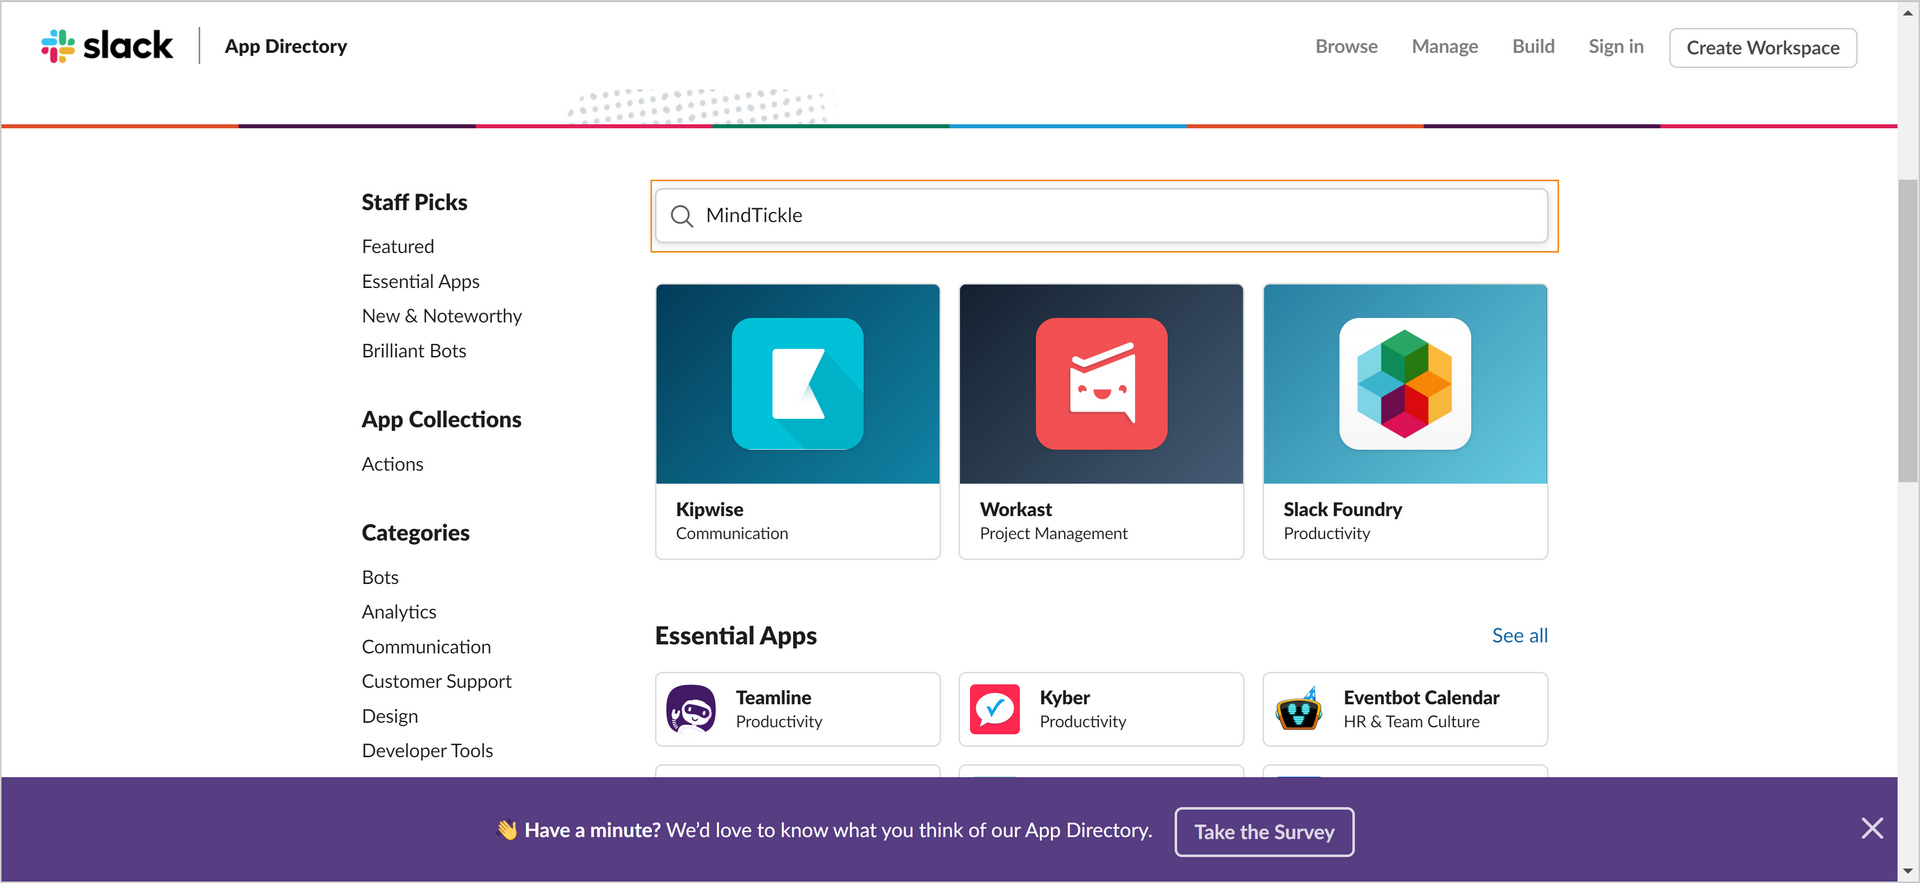 slack
App Directory
Browse
Manage
Build
Sign in
Create Workspace
Staff Picks
Featured
Essential Apps
New & Noteworthy
Brilliant Bots
App Collections
Actions
Categories
Bots
Analytics
Communication
Customer Support
Design
Developer Tools
MindTickle
Kipwise
Communication
Workast
Project Management
Slack Foundry
Productivity
Essential Apps
See all
Teamline
Productivity
Kyber
Productivity
Eventbot Calendar
HR & Team Culture
👋 Have a minute? We’d love to know what you think of our App Directory.
Take the Survey